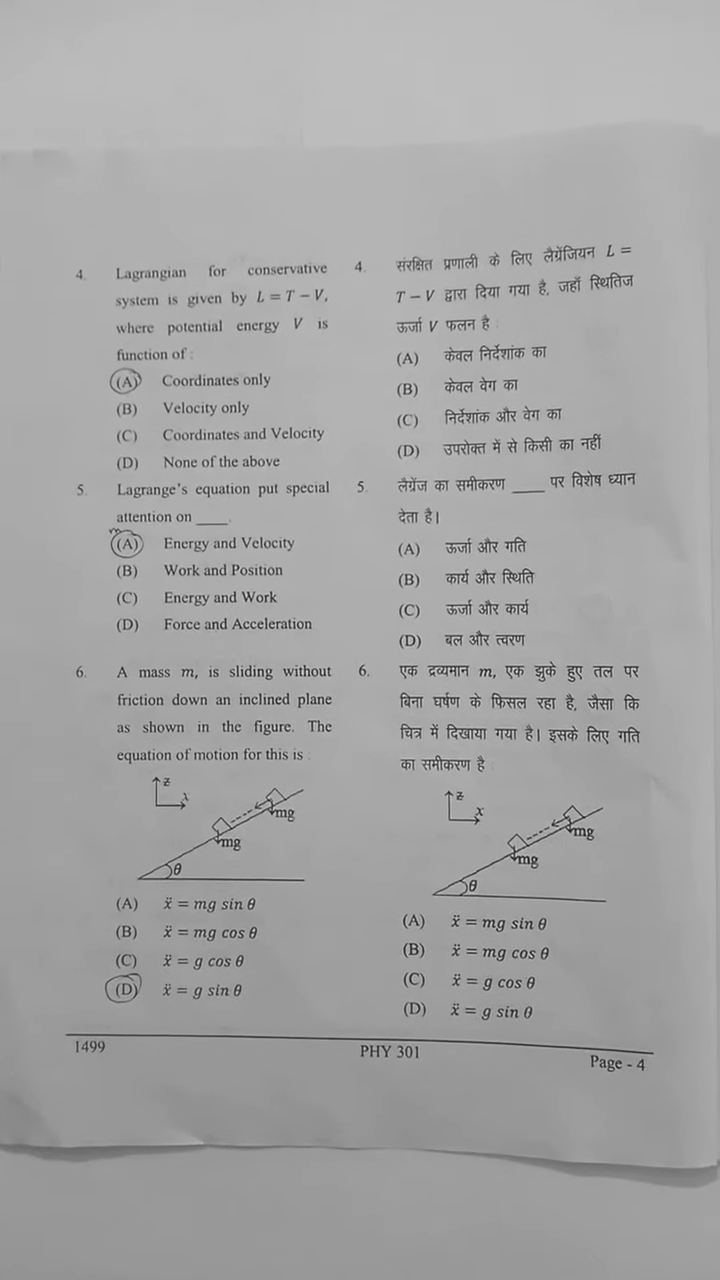 4. Lagrangian for conservative
system is given by L = T − V,
where potential energy V is
function of :
(A) Coordinates only
(B) Velocity only
(C) Coordinates and Velocity
(D) None of the above
5. Lagrange's equation put special
attention on ____.
(A) Energy and Velocity
(B) Work and Position
(C) Energy and Work
(D) Force and Acceleration
6. A mass m, is sliding without
friction down an inclined plane
as shown in the figure. The
equation of motion for this is :
z
x
mg
mg
θ
(A) ẍ = mg sin θ
(B) ẍ = mg cos θ
(C) ẍ = g cos θ
(D) ẍ = g sin θ
4. संरक्षित प्रणाली के लिए लैग्रेंजियन L =
T − V द्वारा दिया गया है, जहाँ स्थितिज
ऊर्जा V फलन है :
(A) केवल निर्देशांक का
(B) केवल वेग का
(C) निर्देशांक और वेग का
(D) उपरोक्त में से किसी का नहीं
5. लैग्रेंज का समीकरण ____ पर विशेष ध्यान
देता है।
(A) ऊर्जा और गति
(B) कार्य और स्थिति
(C) ऊर्जा और कार्य
(D) बल और त्वरण
6. एक द्रव्यमान m, एक झुके हुए तल पर
बिना घर्षण के फिसल रहा है, जैसा कि
चित्र में दिखाया गया है। इसके लिए गति
का समीकरण है :
z
x
mg
mg
θ
(A) ẍ = mg sin θ
(B) ẍ = mg cos θ
(C) ẍ = g cos θ
(D) ẍ = g sin θ
1499 PHY 301 Page - 4